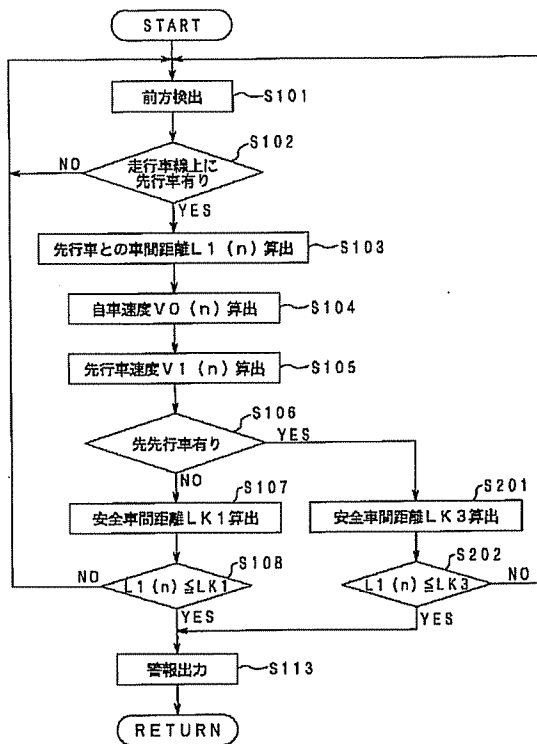 START
前方検出
S101
S102
走行車線上に
先行車有り
NO
YES
先行車との車間距離L1(n)算出
S103
自車速度V0(n)算出
S104
先行車速度V1(n)算出
S105
S106
先先行車有り
YES
NO
S107
安全車間距離LK1算出
S201
安全車間距離LK3算出
S108
L1(n)≦LK1
NO
YES
S202
L1(n)≦LK3
NO
YES
警報出力
S113
RETURN